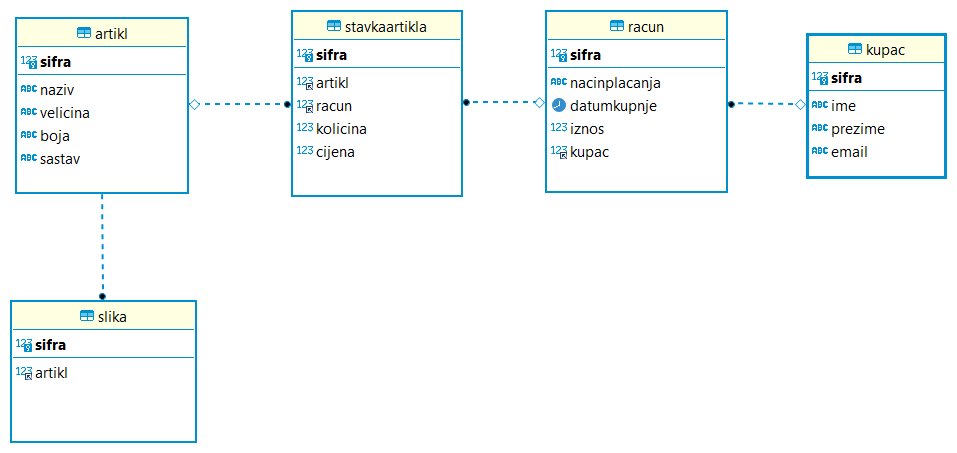 artikl
123 sifra
ABC naziv
ABC velicina
ABC boja
ABC sastav
stavkaartikla
123 sifra
123 artikl
123 racun
123 kolicina
123 cijena
racun
123 sifra
ABC nacinplacanja
datumkupnje
123 iznos
123 kupac
kupac
123 sifra
ABC ime
ABC prezime
ABC email
slika
123 sifra
123 artikl